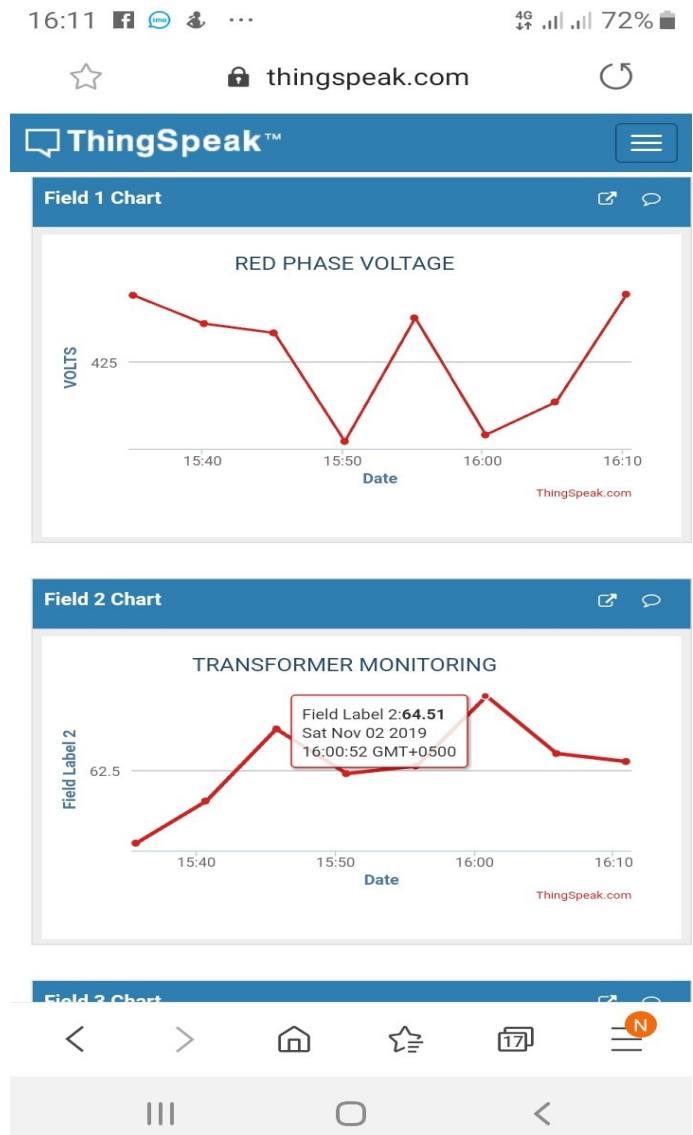 16:11 imo ... 4G 72%
thingspeak.com
ThingSpeak™
Field 1 Chart
RED PHASE VOLTAGE
VOLTS
425
15:40 15:50 16:00 16:10
Date
ThingSpeak.com
Field 2 Chart
TRANSFORMER MONITORING
Field Label 2:64.51
Sat Nov 02 2019
16:00:52 GMT+0500
Field Label 2
62.5
15:40 15:50 16:00 16:10
Date
ThingSpeak.com
Field 3 Chart
17 N